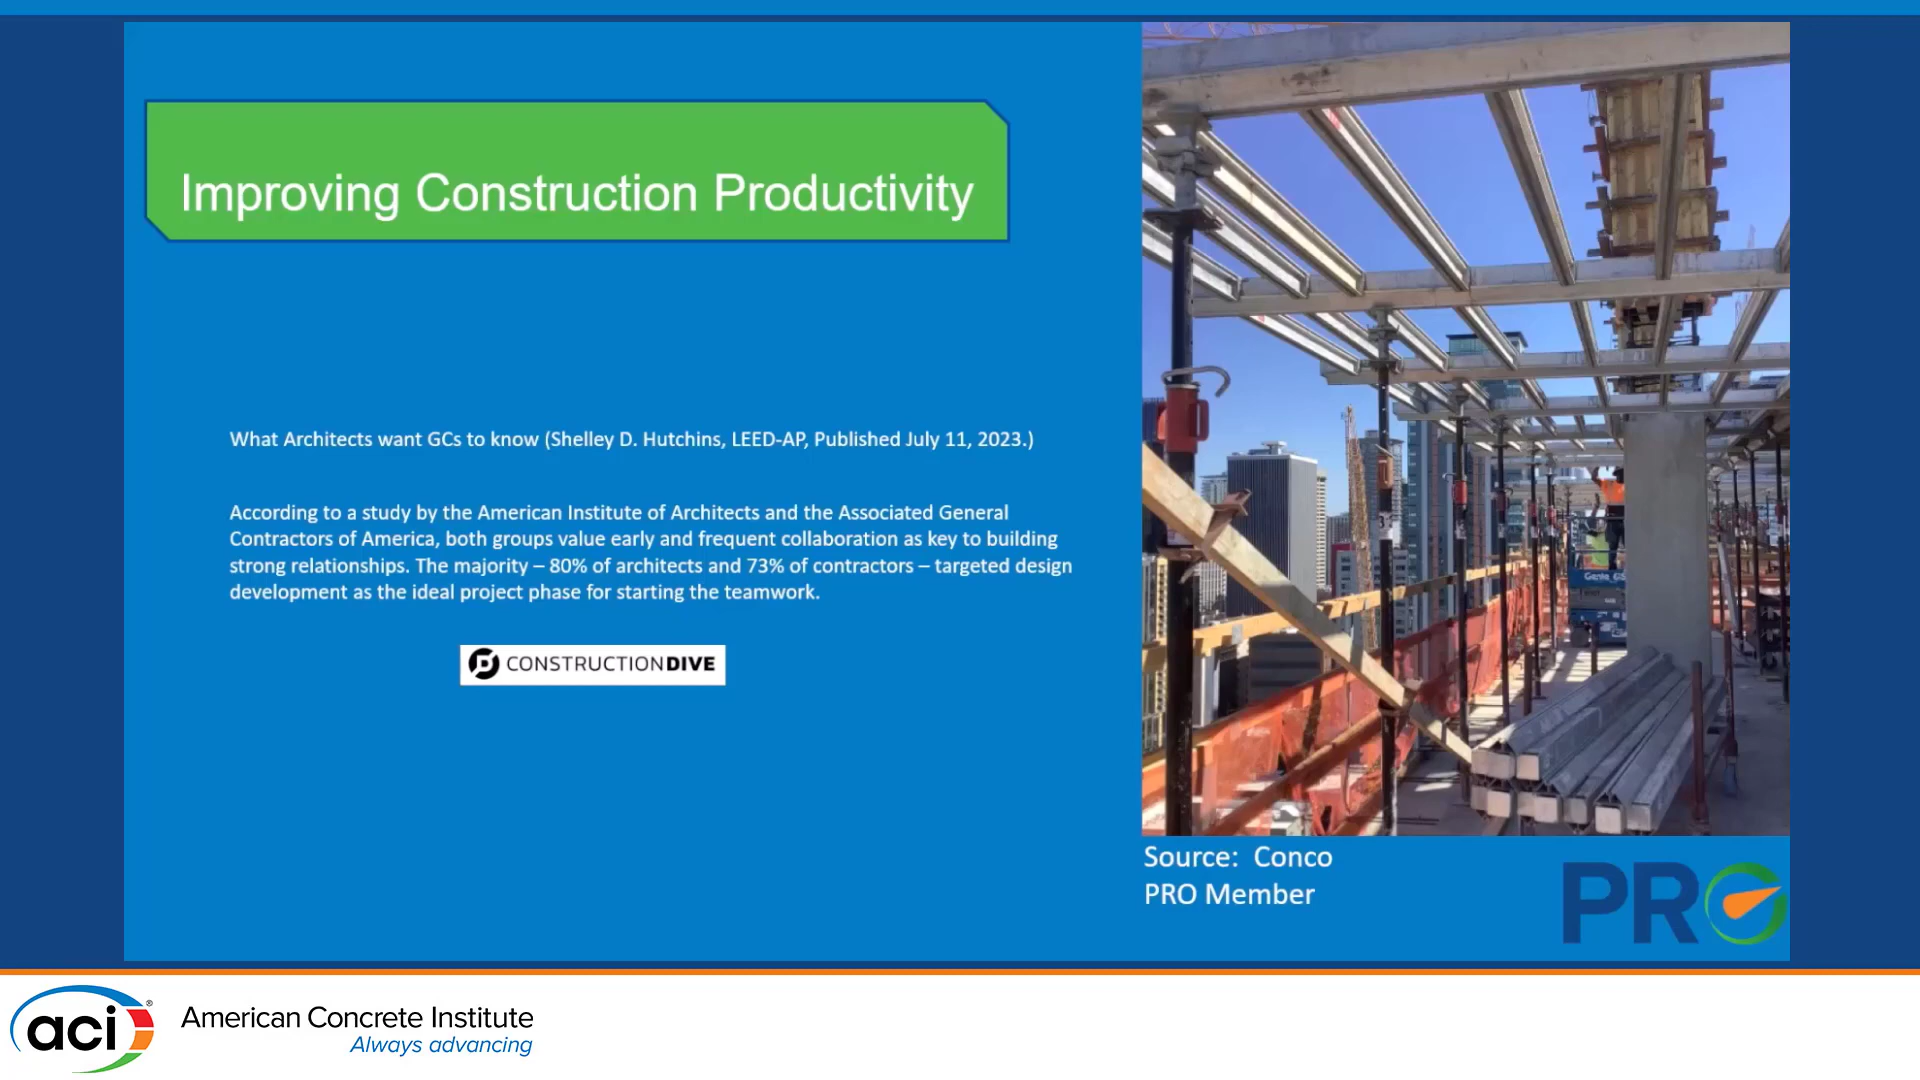 Improving Construction Productivity
What Architects want GCs to know (Shelley D. Hutchins, LEED-AP, Published July 11, 2023.)
According to a study by the American Institute of Architects and the Associated General
Contractors of America, both groups value early and frequent collaboration as key to building
strong relationships. The majority – 80% of architects and 73% of contractors – targeted design
development as the ideal project phase for starting the teamwork.
CONSTRUCTIONDIVE
Genie
Source: Conco
PRO Member
PRO
aci®
American Concrete Institute
Always advancing